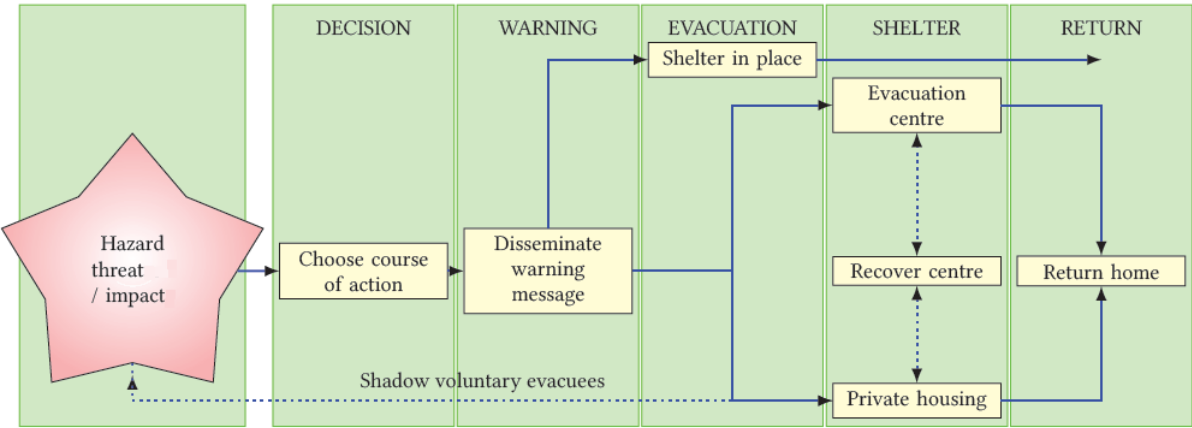 DECISION
WARNING
EVACUATION
SHELTER
RETURN
Shelter in place
Evacuation
centre
Hazard
threat
/ impact
Choose course
of action
Disseminate
warning
message
Recover centre
Return home
Shadow voluntary evacuees
Private housing